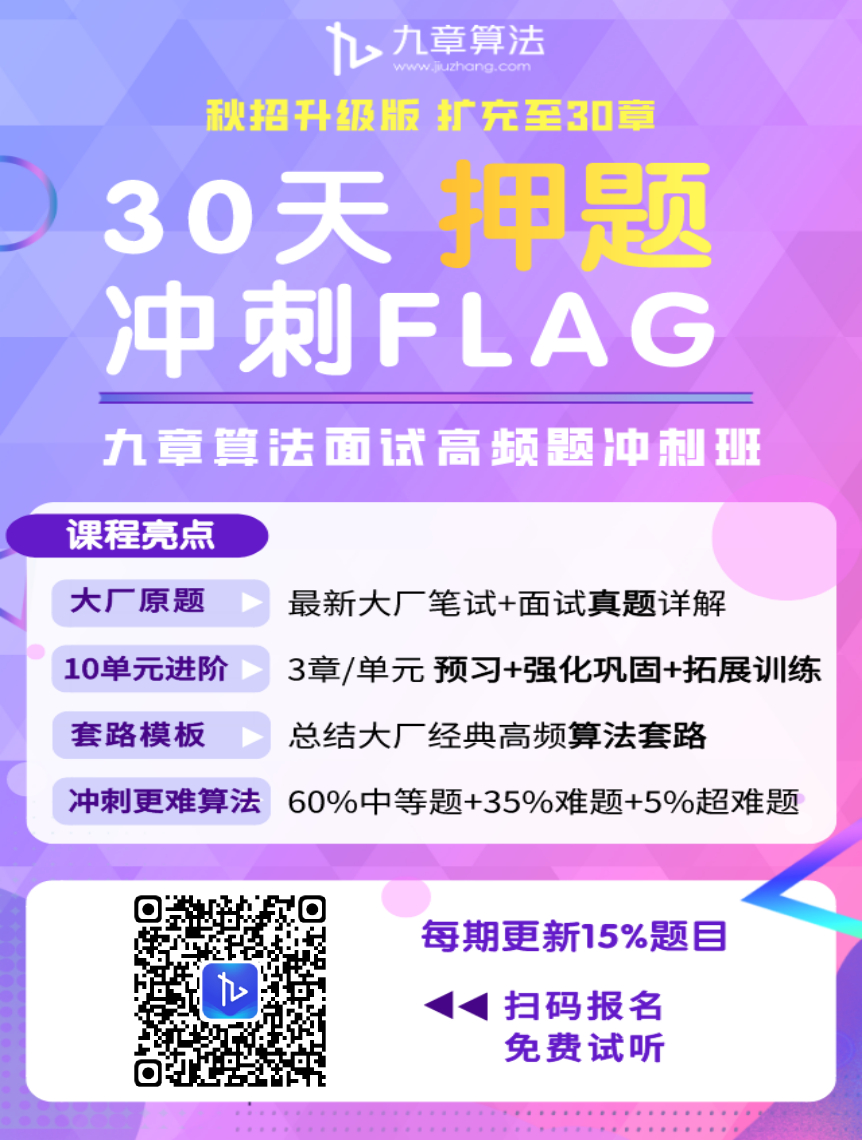 九章算法
www.jiuzhang.com
秋招升级版 扩充至30章
30天 押题
冲刺FLAG
九章算法面试高频题冲刺班
课程亮点
大厂原题 最新大厂笔试+面试真题详解
10单元进阶 3章/单元 预习+强化巩固+拓展训练
套路模板 总结大厂经典高频算法套路
冲刺更难算法 60%中等题+35%难题+5%超难题
每期更新15%题目
扫码报名
免费试听